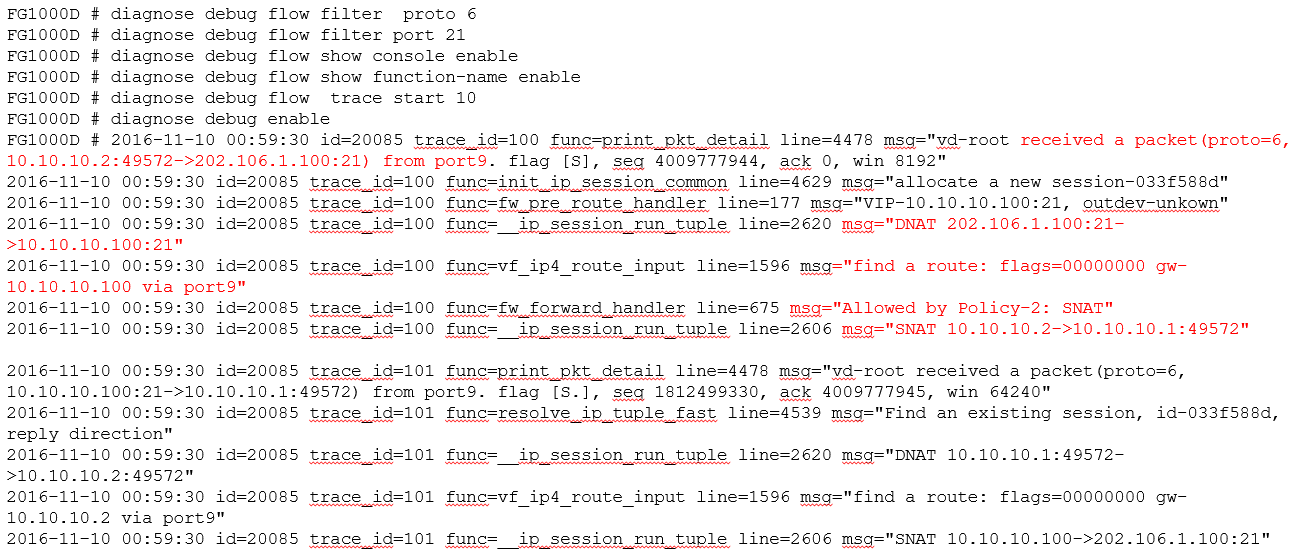 FG1000D # diagnose debug flow filter  proto 6
FG1000D # diagnose debug flow filter port 21
FG1000D # diagnose debug flow show console enable
FG1000D # diagnose debug flow show function-name enable
FG1000D # diagnose debug flow  trace start 10
FG1000D # diagnose debug enable
FG1000D # 2016-11-10 00:59:30 id=20085 trace_id=100 func=print_pkt_detail line=4478 msg="vd-root received a packet(proto=6,
10.10.10.2:49572->202.106.1.100:21) from port9. flag [S], seq 4009777944, ack 0, win 8192"
2016-11-10 00:59:30 id=20085 trace_id=100 func=init_ip_session_common line=4629 msg="allocate a new session-033f588d"
2016-11-10 00:59:30 id=20085 trace_id=100 func=fw_pre_route_handler line=177 msg="VIP-10.10.10.100:21, outdev-unkown"
2016-11-10 00:59:30 id=20085 trace_id=100 func=__ip_session_run_tuple line=2620 msg="DNAT 202.106.1.100:21-
>10.10.10.100:21"
2016-11-10 00:59:30 id=20085 trace_id=100 func=vf_ip4_route_input line=1596 msg="find a route: flags=00000000 gw-
10.10.10.100 via port9"
2016-11-10 00:59:30 id=20085 trace_id=100 func=fw_forward_handler line=675 msg="Allowed by Policy-2: SNAT"
2016-11-10 00:59:30 id=20085 trace_id=100 func=__ip_session_run_tuple line=2606 msg="SNAT 10.10.10.2->10.10.10.1:49572"
2016-11-10 00:59:30 id=20085 trace_id=101 func=print_pkt_detail line=4478 msg="vd-root received a packet(proto=6,
10.10.10.100:21->10.10.10.1:49572) from port9. flag [S.], seq 1812499330, ack 4009777945, win 64240"
2016-11-10 00:59:30 id=20085 trace_id=101 func=resolve_ip_tuple_fast line=4539 msg="Find an existing session, id-033f588d,
reply direction"
2016-11-10 00:59:30 id=20085 trace_id=101 func=__ip_session_run_tuple line=2620 msg="DNAT 10.10.10.1:49572-
>10.10.10.2:49572"
2016-11-10 00:59:30 id=20085 trace_id=101 func=vf_ip4_route_input line=1596 msg="find a route: flags=00000000 gw-
10.10.10.2 via port9"
2016-11-10 00:59:30 id=20085 trace_id=101 func=__ip_session_run_tuple line=2606 msg="SNAT 10.10.10.100->202.106.1.100:21"